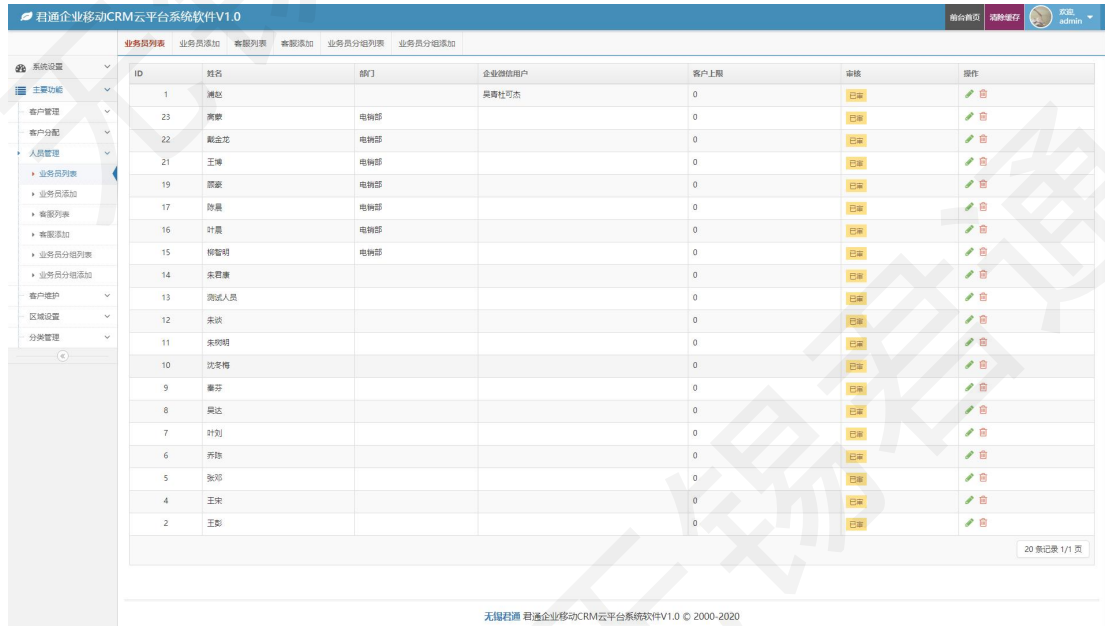 君通企业移动CRM云平台系统软件V1.0
前台首页 清除缓存 欢迎, admin
业务员列表 业务员添加 客服列表 客服添加 业务员分组列表 业务员分组添加
系统设置
主要功能
客户管理
客户分配
人员管理
业务员列表
业务员添加
客服列表
客服添加
业务员分组列表
业务员分组添加
客户维护
区域设置
分类管理
ID 姓名 部门 企业微信用户 客户上限 审核 操作
1 浦赵 吴青杜可杰 0 已审
23 高蒙 电销部 0 已审
22 戴金龙 电销部 0 已审
21 王博 电销部 0 已审
19 顾豪 电销部 0 已审
17 陈晨 电销部 0 已审
16 叶晨 电销部 0 已审
15 柳智明 电销部 0 已审
14 朱君康 0 已审
13 测试人员 0 已审
12 朱谈 0 已审
11 朱树明 0 已审
10 沈冬梅 0 已审
9 秦芬 0 已审
8 吴达 0 已审
7 叶刘 0 已审
6 乔陈 0 已审
5 张邓 0 已审
4 王宋 0 已审
2 王彭 0 已审
20 条记录 1/1 页
无锡君通 君通企业移动CRM云平台系统软件V1.0 © 2000-2020
无锡君通